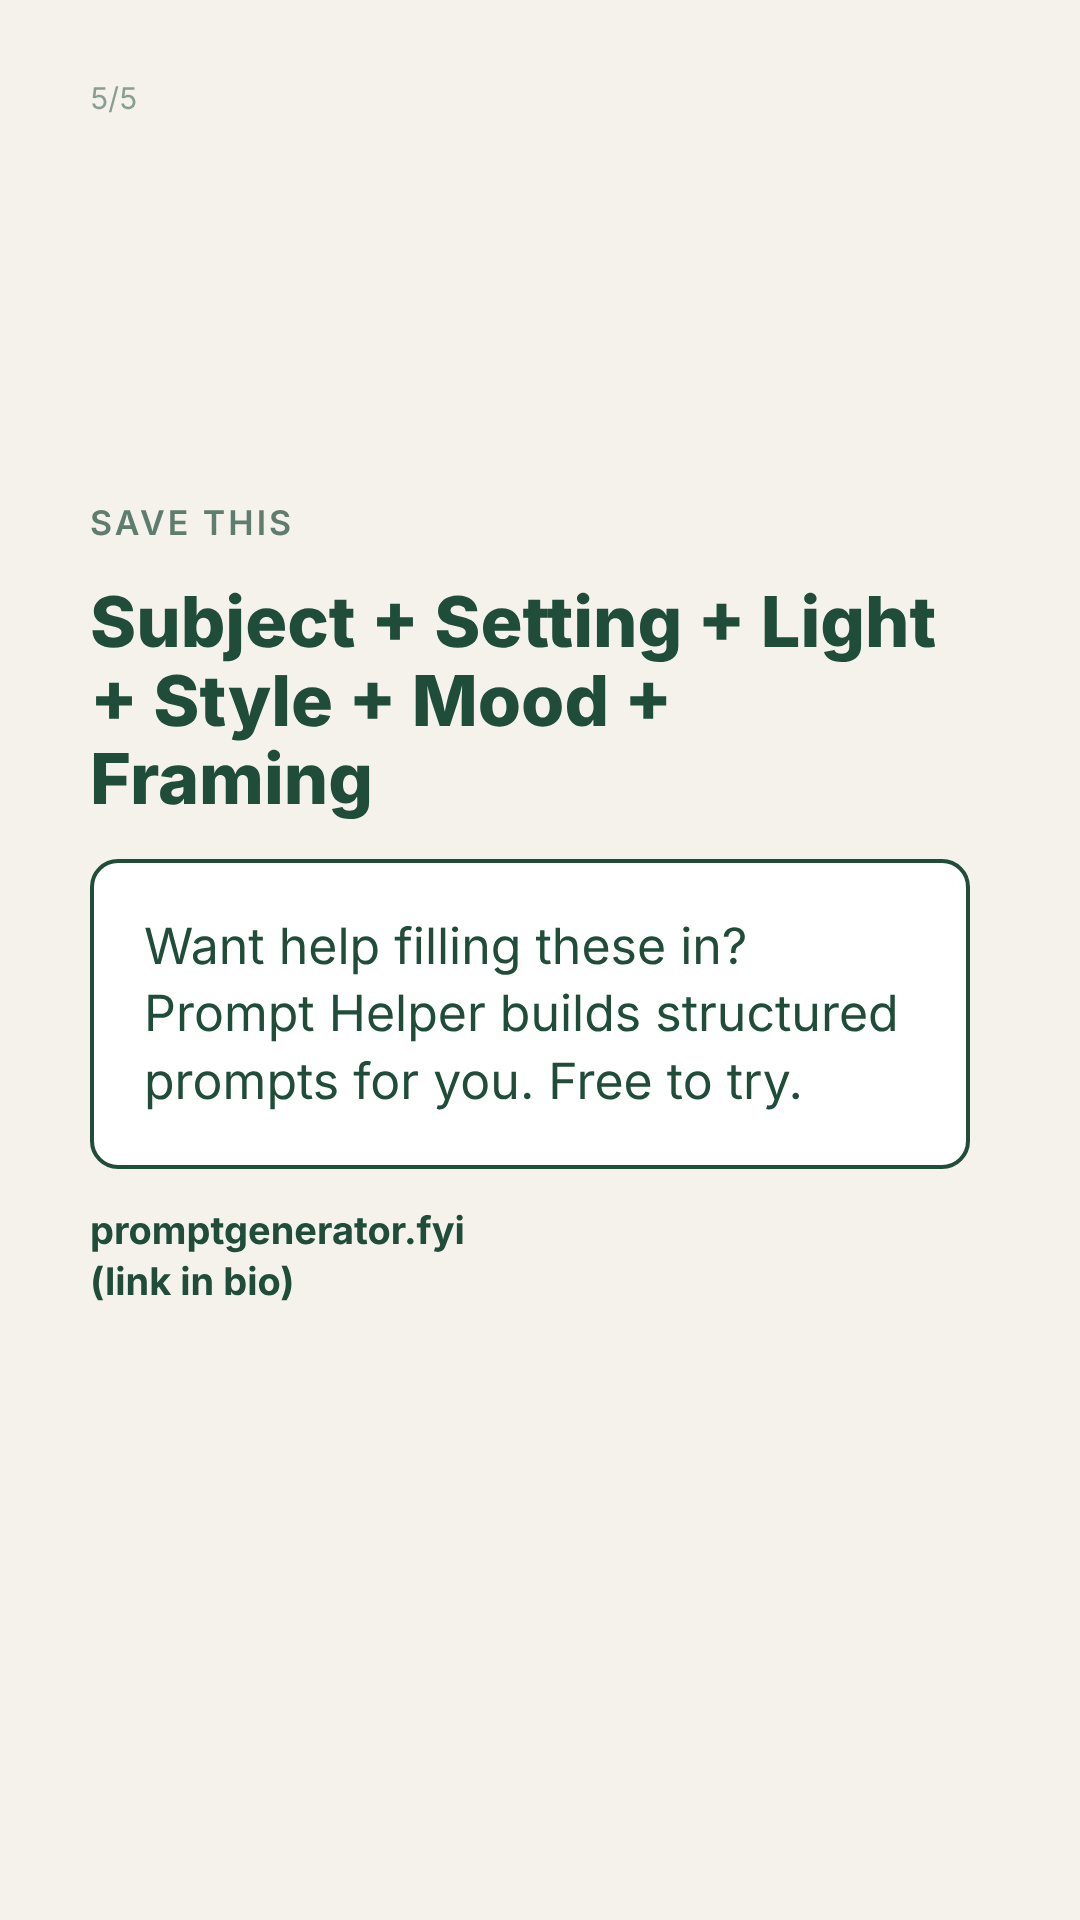 5/5
SAVE THIS
Subject + Setting + Light
+ Style + Mood +
Framing
Want help filling these in?
Prompt Helper builds structured
prompts for you. Free to try.
promptgenerator.fyi
(link in bio)